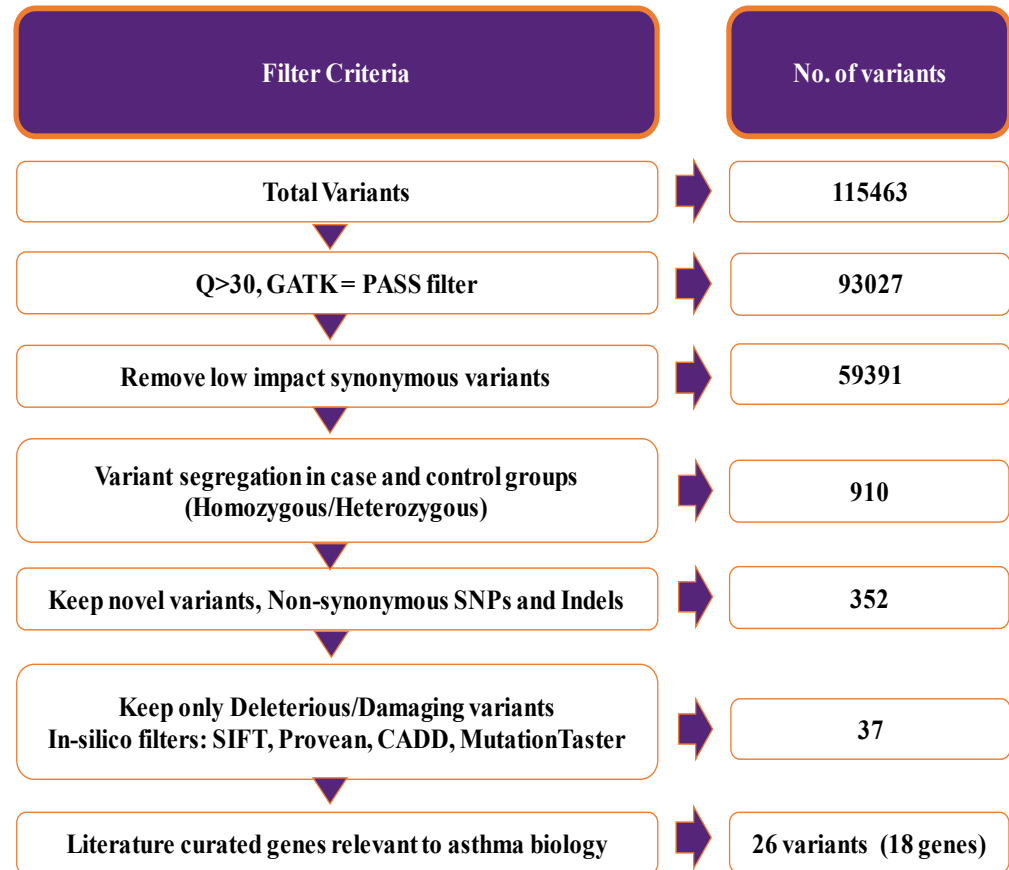 Filter Criteria
No. of variants
Total Variants
115463
Q>30, GATK = PASS filter
93027
Remove low impact synonymous variants
59391
Variant segregation in case and control groups
(Homozygous/Heterozygous)
910
Keep novel variants, Non-synonymous SNPs and Indels
352
Keep only Deleterious/Damaging variants
In-silico filters: SIFT, Provean, CADD, MutationTaster
37
Literature curated genes relevant to asthma biology
26 variants (18 genes)